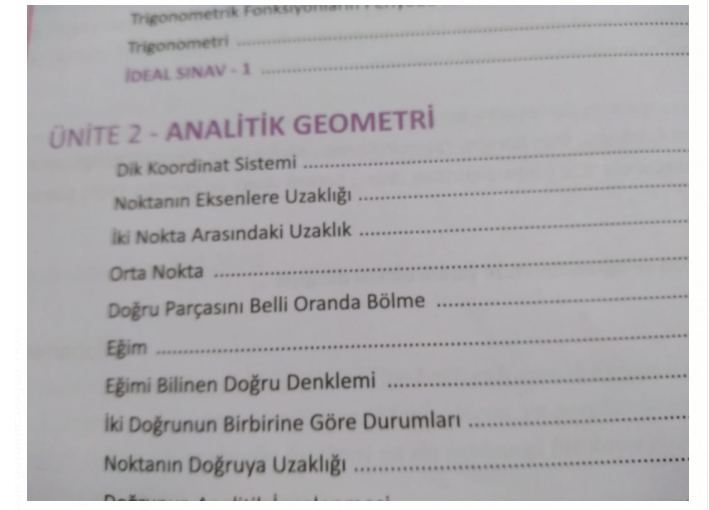 Trigonometrik Fonksiyonların
Trigonometri ..........
İDEAL SINAV - 1 ..........
ÜNİTE 2 - ANALİTİK GEOMETRİ
Dik Koordinat Sistemi ..........
Noktanın Eksenlere Uzaklığı ..........
İki Nokta Arasındaki Uzaklık ..........
Orta Nokta ..........
Doğru Parçasını Belli Oranda Bölme ..........
Eğim ..........
Eğimi Bilinen Doğru Denklemi ..........
İki Doğrunun Birbirine Göre Durumları ..........
Noktanın Doğruya Uzaklığı ..........